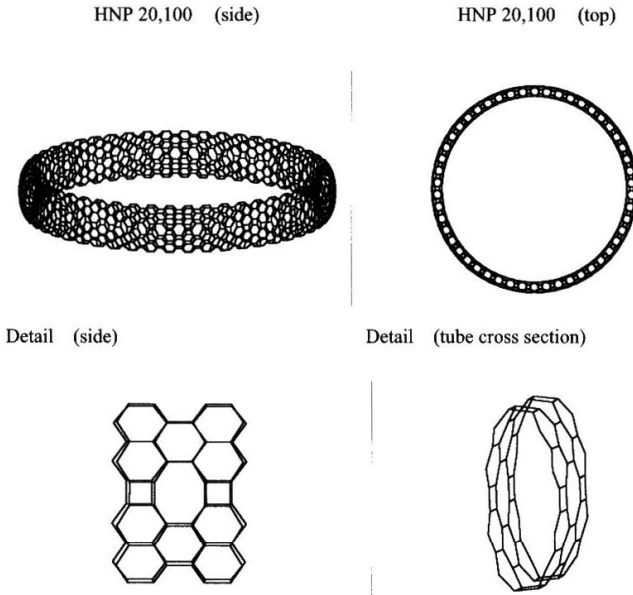 HNP 20,100 (side)
HNP 20,100 (top)
Detail (side)
Detail (tube cross section)